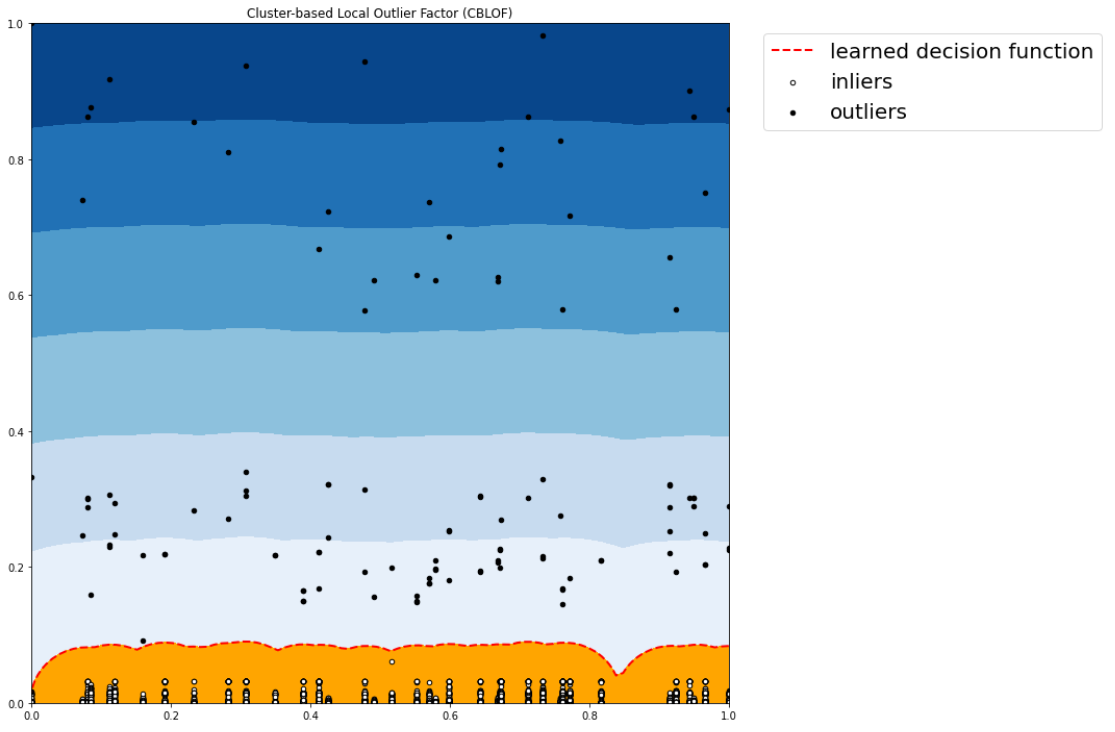 Cluster-based Local Outlier Factor (CBLOF)
learned decision function
inliers
outliers
1.0
0.8
0.6
0.4
0.2
0.0
0.0 0.2 0.4 0.6 0.8 1.0